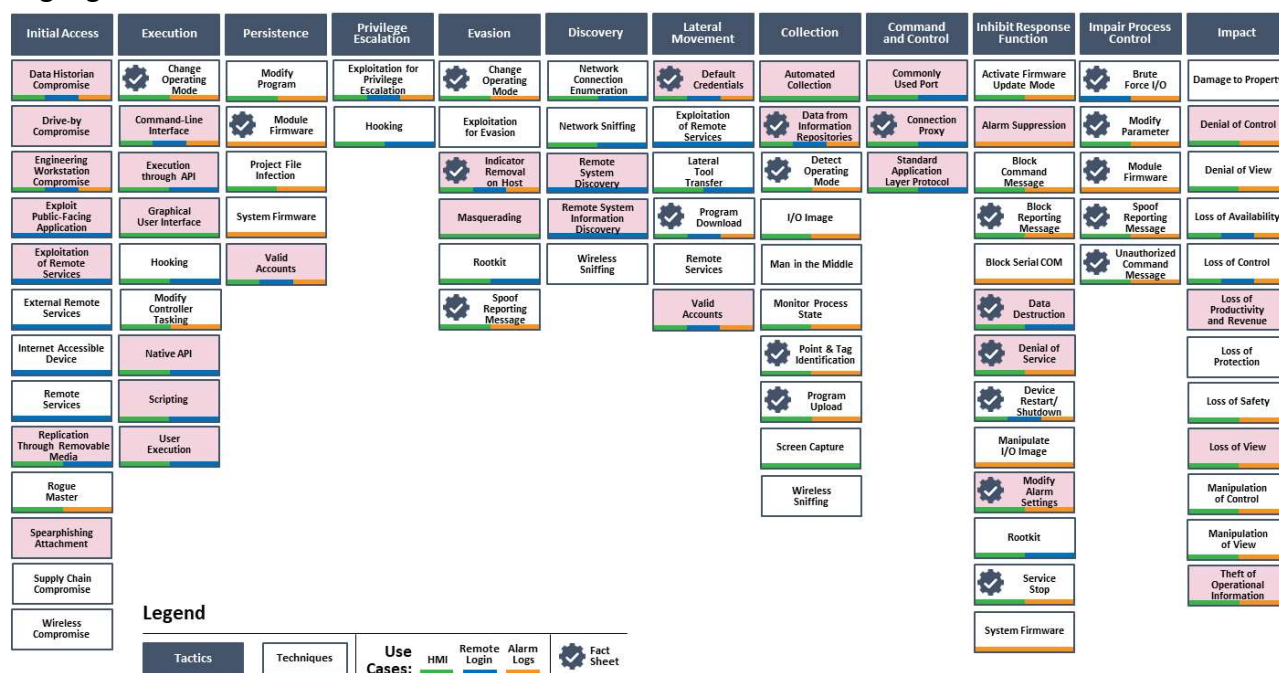 Initial Access
Execution
Persistence
Privilege
Escalation
Evasion
Discovery
Lateral
Movement
Collection
Command
and Control
Inhibit Response
Function
Impair Process
Control
Impact
Data Historian
Compromise
Drive-by
Compromise
Engineering
Workstation
Compromise
Exploit
Public-Facing
Application
Exploitation
of Remote
Services
External Remote
Services
Internet Accessible
Device
Remote
Services
Replication
Through Removable
Media
Rogue
Master
Spearphishing
Attachment
Supply Chain
Compromise
Wireless
Compromise
Change
Operating
Mode
Command-Line
Interface
Execution
through API
Graphical
User Interface
Hooking
Modify
Controller
Tasking
Native API
Scripting
User
Execution
Modify
Program
Module
Firmware
Project File
Infection
System Firmware
Valid
Accounts
Exploitation for
Privilege
Escalation
Hooking
Change
Operating
Mode
Exploitation
for Evasion
Indicator
Removal
on Host
Masquerading
Rootkit
Spoof
Reporting
Message
Network
Connection
Enumeration
Network Sniffing
Remote
System
Discovery
Remote System
Information
Discovery
Wireless
Sniffing
Default
Credentials
Exploitation
of Remote
Services
Lateral
Tool
Transfer
Program
Download
Remote
Services
Valid
Accounts
Automated
Collection
Data from
Information
Repositories
Detect
Operating
Mode
I/O Image
Man in the Middle
Monitor Process
State
Point & Tag
Identification
Program
Upload
Screen Capture
Wireless
Sniffing
Commonly
Used Port
Connection
Proxy
Standard
Application
Layer Protocol
Activate Firmware
Update Mode
Alarm Suppression
Block
Command
Message
Block
Reporting
Message
Block Serial COM
Data
Destruction
Denial of
Service
Device
Restart/
Shutdown
Manipulate
I/O Image
Modify
Alarm
Settings
Rootkit
Service
Stop
System Firmware
Brute
Force I/O
Modify
Parameter
Module
Firmware
Spoof
Reporting
Message
Unauthorized
Command
Message
Damage to Property
Denial of Control
Denial of View
Loss of Availability
Loss of Control
Loss of
Productivity
and Revenue
Loss of
Protection
Loss of Safety
Loss of View
Manipulation
of Control
Manipulation
of View
Theft of
Operational
Information
Legend
Tactics
Techniques
Use
Cases:
HMI
Remote
Login
Alarm
Logs
Fact
Sheet